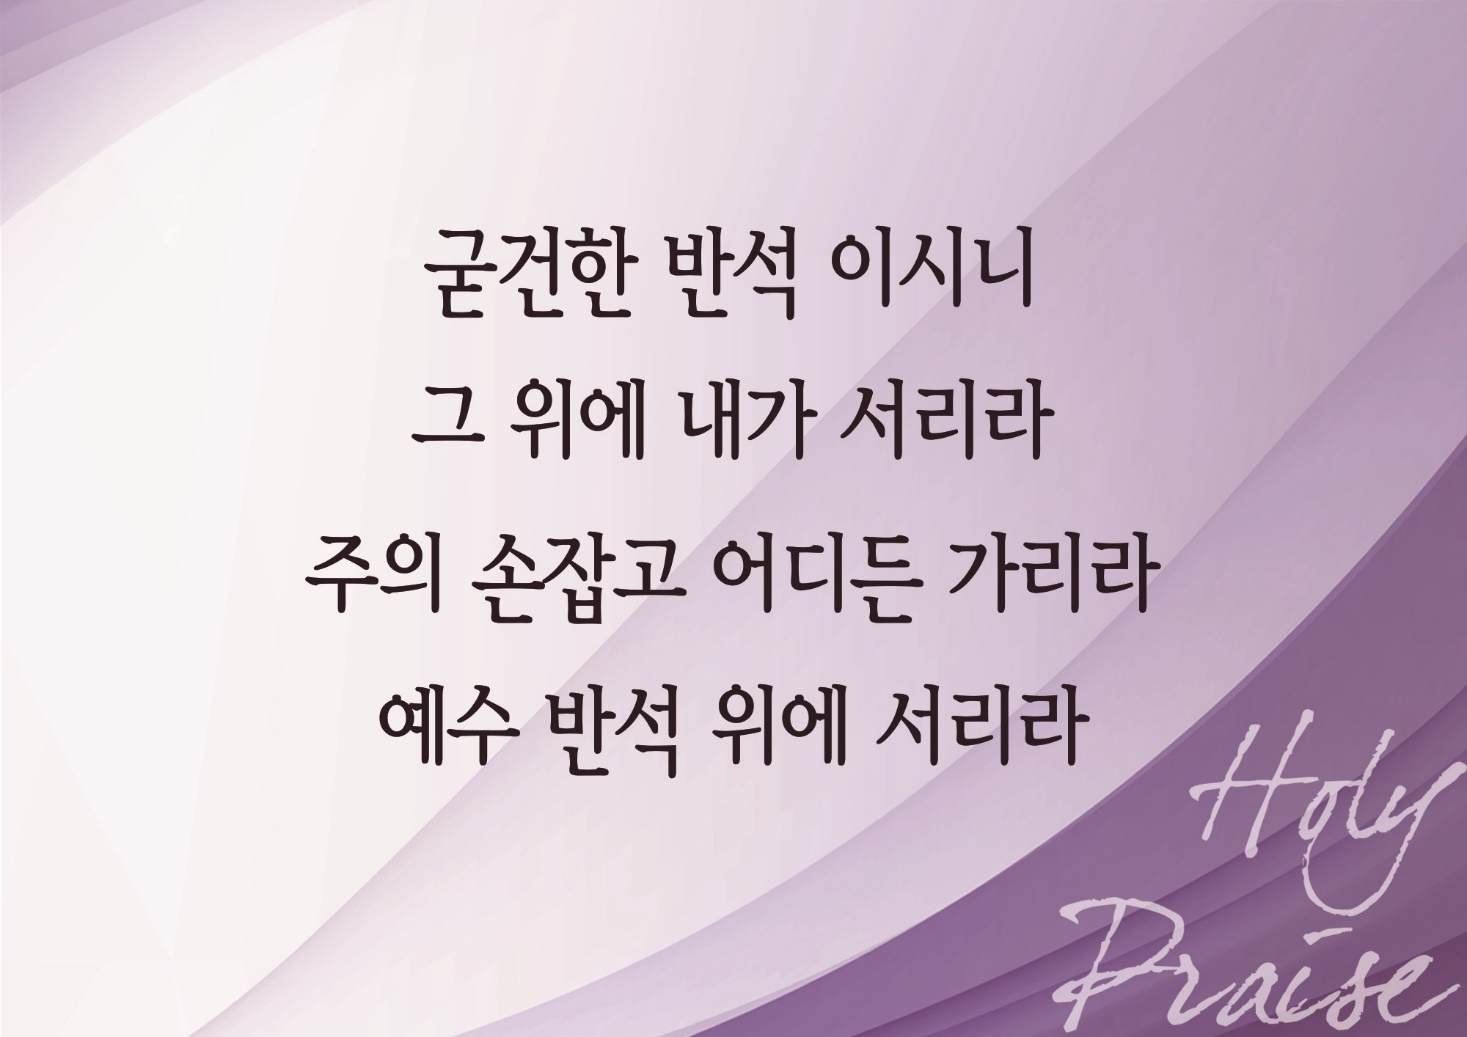 굳건한 반석 이시니
그 위에 내가 서리라
주의 손잡고 어디든 가리라
예수 반석 위에 서리라
Holy
Praise